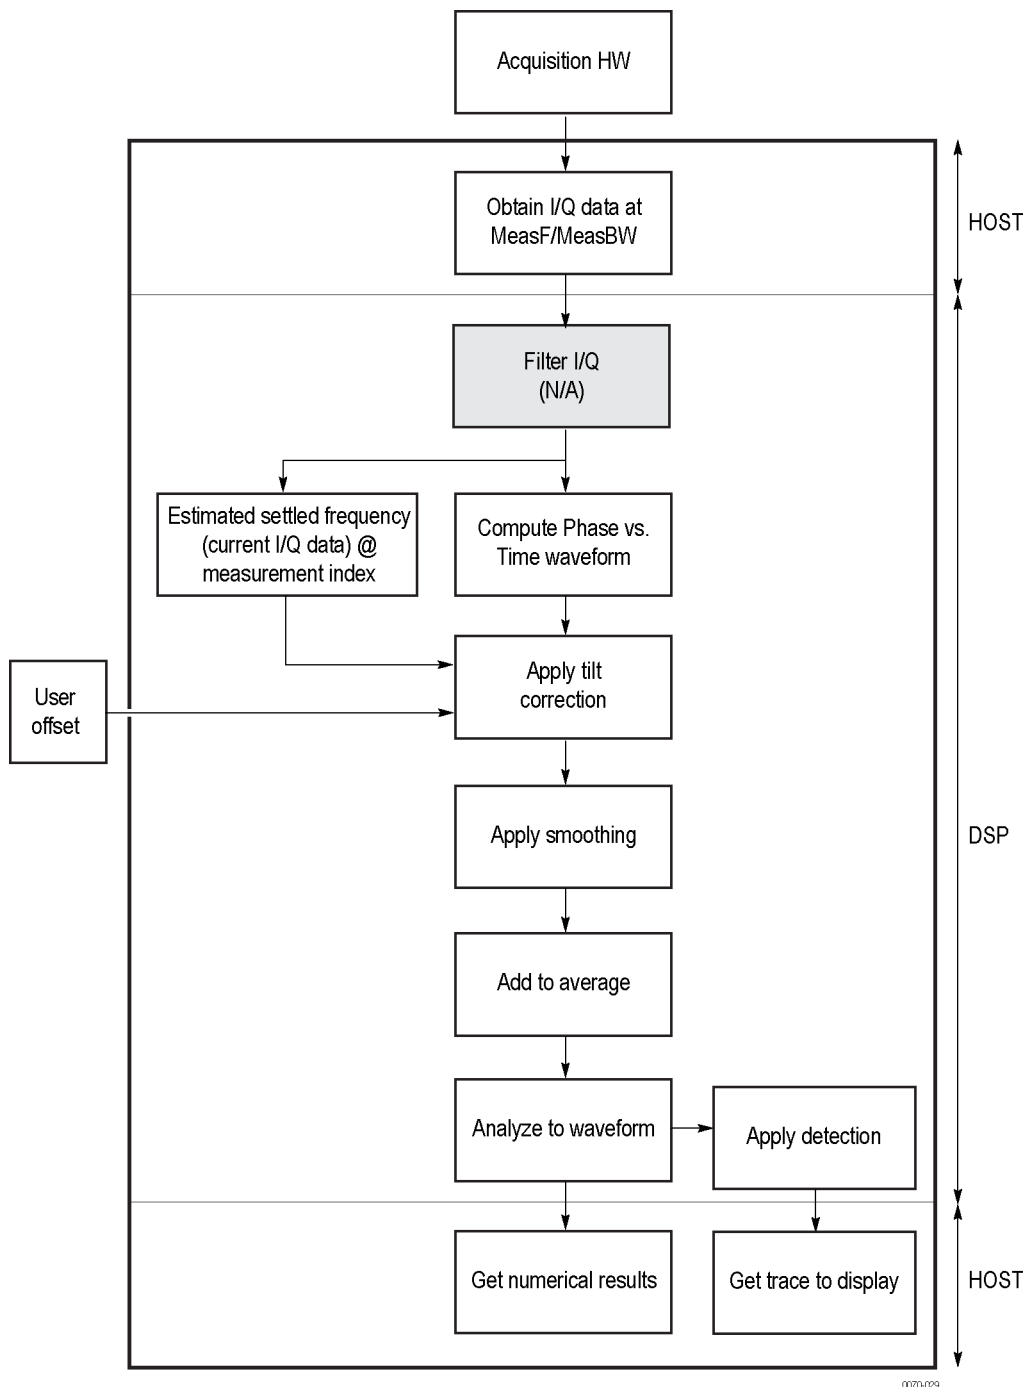 Acquisition HW
Obtain I/Q data at
MeasF/MeasBW
HOST
Filter I/Q
(N/A)
Estimated settled frequency
(current I/Q data) @
measurement index
Compute Phase vs.
Time waveform
User
offset
Apply tilt
correction
Apply smoothing
DSP
Add to average
Analyze to waveform
Apply detection
Get numerical results
Get trace to display
HOST
0070-029